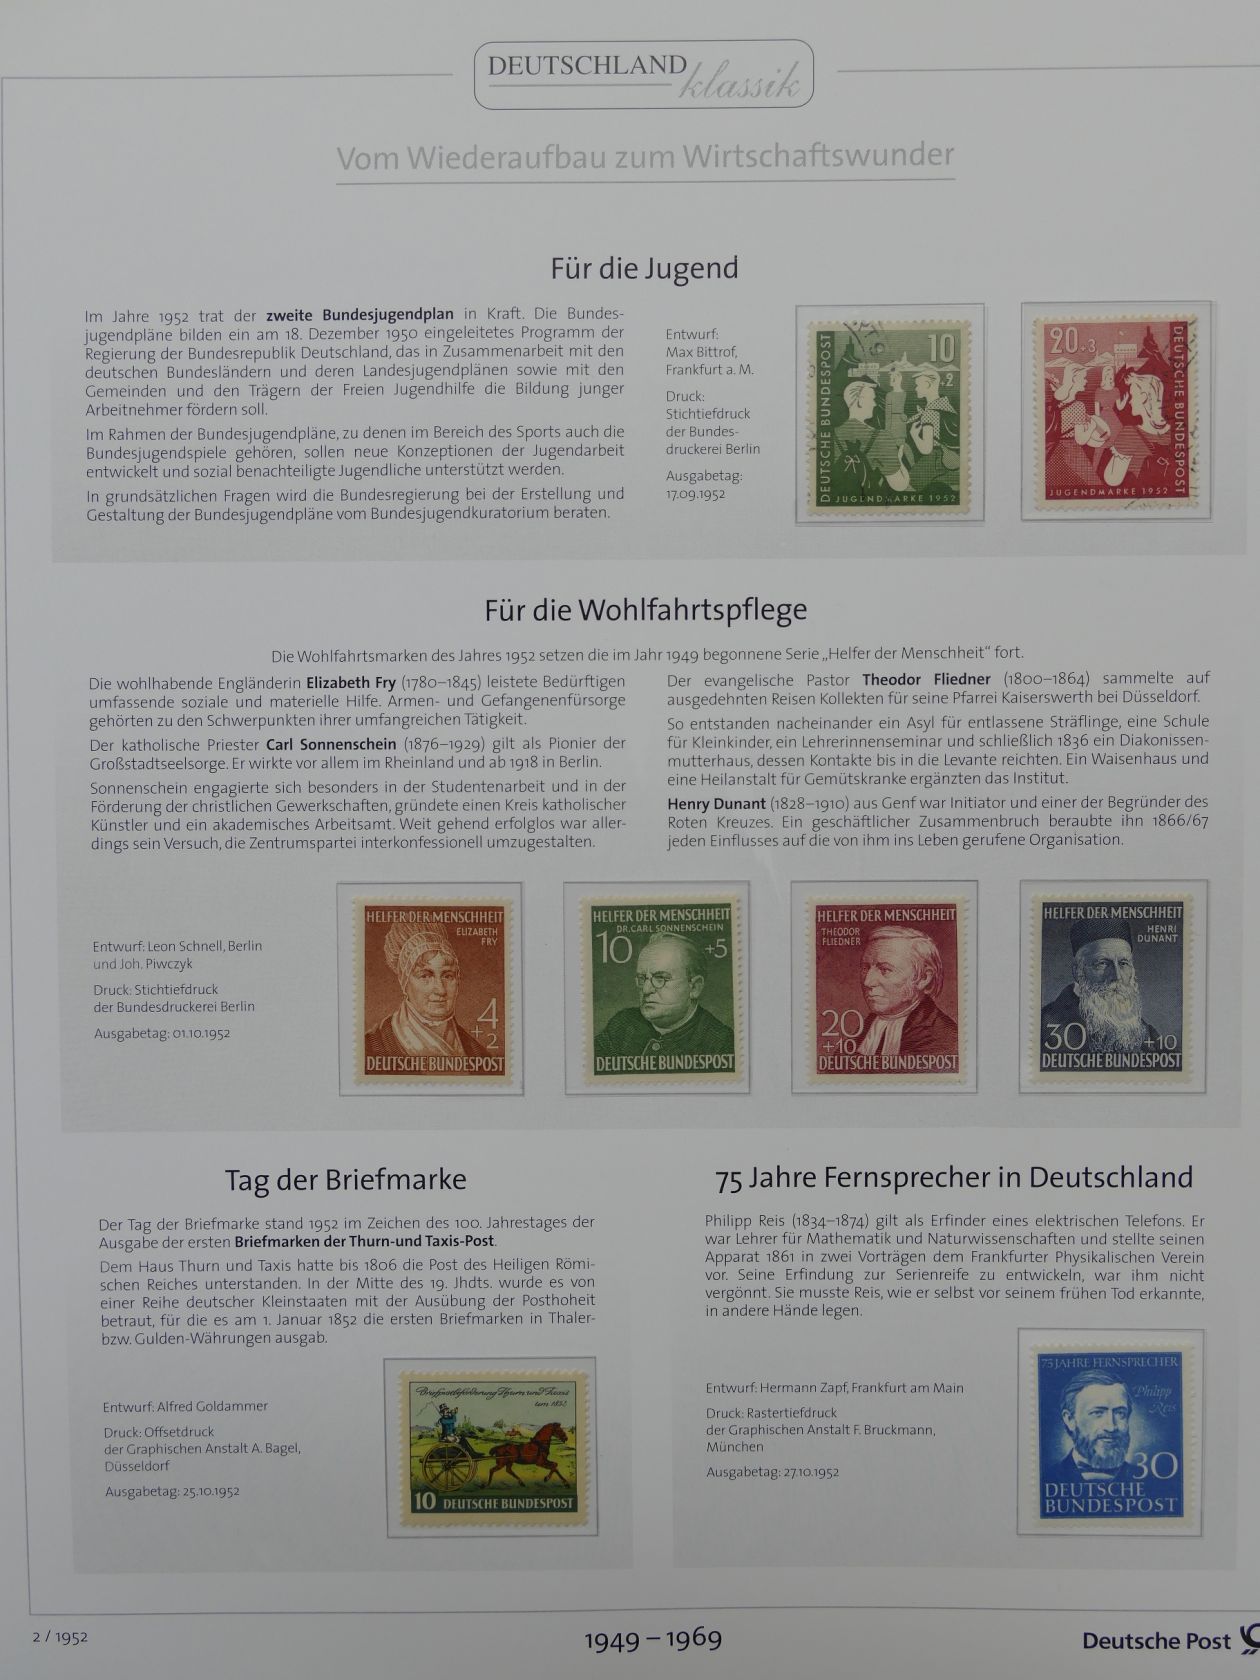 DEUTSCHLAND
klassik
Vom Wiederaufbau zum Wirtschaftswunder
Für die Jugend
Im Jahre 1952 trat der zweite Bundesjugendplan in Kraft. Die Bundes-
jugendpläne bilden ein am 18. Dezember 1950 eingeleitetes Programm der
Regierung der Bundesrepublik Deutschland, das in Zusammenarbeit mit den
deutschen Bundesländern und deren Landesjugendplänen sowie mit den
Gemeinden und den Trägern der Freien Jugendhilfe die Bildung junger
Arbeitnehmer fördern soll.
Im Rahmen der Bundesjugendpläne, zu denen im Bereich des Sports auch die
Bundesjugendspiele gehören, sollen neue Konzeptionen der Jugendarbeit
entwickelt und sozial benachteiligte Jugendliche unterstützt werden.
In grundsätzlichen Fragen wird die Bundesregierung bei der Erstellung und
Gestaltung der Bundesjugendpläne vom Bundesjugendkuratorium beraten.
Entwurf:
Max Bittrof,
Frankfurt a. M.
Druck:
Stichtiefdruck
der Bundes-
druckerei Berlin
Ausgabetag:
17.09.1952
DEUTSCHE BUNDESPOST
10
+2
JUGENDMARKE 1952
20+3
DEUTSCHE BUNDESPOST
JUGENDMARKE 1952
Für die Wohlfahrtspflege
Die Wohlfahrtsmarken des Jahres 1952 setzen die im Jahr 1949 begonnene Serie „Helfer der Menschheit“ fort.
Die wohlhabende Engländerin Elizabeth Fry (1780–1845) leistete Bedürftigen
umfassende soziale und materielle Hilfe. Armen- und Gefangenenfürsorge
gehörten zu den Schwerpunkten ihrer umfangreichen Tätigkeit.
Der katholische Priester Carl Sonnenschein (1876–1929) gilt als Pionier der
Großstadtseelsorge. Er wirkte vor allem im Rheinland und ab 1918 in Berlin.
Sonnenschein engagierte sich besonders in der Studentenarbeit und in der
Förderung der christlichen Gewerkschaften, gründete einen Kreis katholischer
Künstler und ein akademisches Arbeitsamt. Weit gehend erfolglos war aller-
dings sein Versuch, die Zentrumspartei interkonfessionell umzugestalten.
Der evangelische Pastor Theodor Fliedner (1800–1864) sammelte auf
ausgedehnten Reisen Kollekten für seine Pfarrei Kaiserswerth bei Düsseldorf.
So entstanden nacheinander ein Asyl für entlassene Sträflinge, eine Schule
für Kleinkinder, ein Lehrerinnenseminar und schließlich 1836 ein Diakonissen-
mutterhaus, dessen Kontakte bis in die Levante reichten. Ein Waisenhaus und
eine Heilanstalt für Gemütskranke ergänzten das Institut.
Henry Dunant (1828–1910) aus Genf war Initiator und einer der Begründer des
Roten Kreuzes. Ein geschäftlicher Zusammenbruch beraubte ihn 1866/67
jeden Einflusses auf die von ihm ins Leben gerufene Organisation.
Entwurf: Leon Schnell, Berlin
und Joh. Piwczyk
Druck: Stichtiefdruck
der Bundesdruckerei Berlin
Ausgabetag: 01.10.1952
HELFER DER MENSCHHEIT
ELIZABETH
FRY
4
+2
DEUTSCHE BUNDESPOST
HELFER DER MENSCHHEIT
DR. CARL SONNENSCHEIN
10 +5
DEUTSCHE BUNDESPOST
HELFER DER MENSCHHEIT
THEODOR
FLIEDNER
20
+10
DEUTSCHE BUNDESPOST
HELFER DER MENSCHHEIT
HENRI
DUNANT
30 +10
DEUTSCHE BUNDESPOST
Tag der Briefmarke
Der Tag der Briefmarke stand 1952 im Zeichen des 100. Jahrestages der
Ausgabe der ersten Briefmarken der Thurn-und Taxis-Post.
Dem Haus Thurn und Taxis hatte bis 1806 die Post des Heiligen Römi-
schen Reiches unterstanden. In der Mitte des 19. Jhdts. wurde es von
einer Reihe deutscher Kleinstaaten mit der Ausübung der Posthoheit
betraut, für die es am 1. Januar 1852 die ersten Briefmarken in Thaler-
bzw. Gulden-Währungen ausgab.
Entwurf: Alfred Goldammer
Druck: Offsetdruck
der Graphischen Anstalt A. Bagel,
Düsseldorf
Ausgabetag: 25.10.1952
Briefpostbeförderung Thurn und Taxis
um 1852
10 DEUTSCHE BUNDESPOST
75 Jahre Fernsprecher in Deutschland
Philipp Reis (1834–1874) gilt als Erfinder eines elektrischen Telefons. Er
war Lehrer für Mathematik und Naturwissenschaften und stellte seinen
Apparat 1861 in zwei Vorträgen dem Frankfurter Physikalischen Verein
vor. Seine Erfindung zur Serienreife zu entwickeln, war ihm nicht
vergönnt. Sie musste Reis, wie er selbst vor seinem frühen Tod erkannte,
in andere Hände legen.
Entwurf: Hermann Zapf, Frankfurt am Main
Druck: Rastertiefdruck
der Graphischen Anstalt F. Bruckmann,
München
Ausgabetag: 27.10.1952
75 JAHRE FERNSPRECHER
Philipp
Reis
30
DEUTSCHE
BUNDESPOST
2 / 1952
1949 – 1969
Deutsche Post